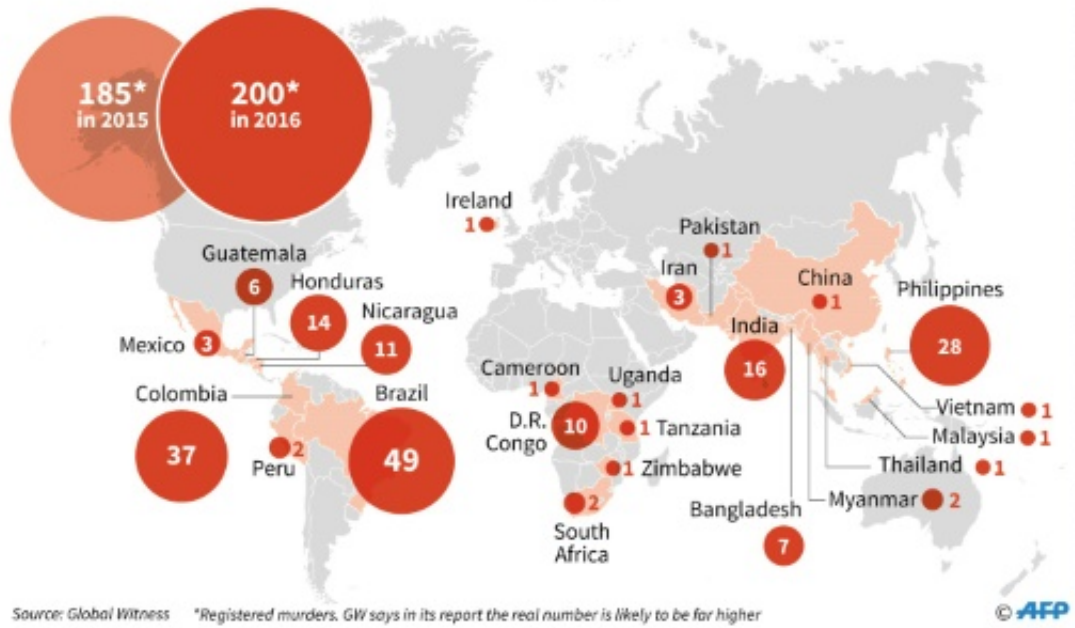 185*
in 2015
200*
in 2016
Ireland
1
Pakistan
1
Guatemala
6
Honduras
14
Nicaragua
11
Mexico 3
Iran
3
China
1
Philippines
28
India
16
Colombia
37
Brazil
49
Peru
2
Cameroon
1
Uganda
1
D.R.
Congo
10
1 Tanzania
1 Zimbabwe
2
South
Africa
Vietnam 1
Malaysia 1
Thailand 1
Myanmar 2
Bangladesh
7
Source: Global Witness *Registered murders. GW says in its report the real number is likely to be far higher
© AFP